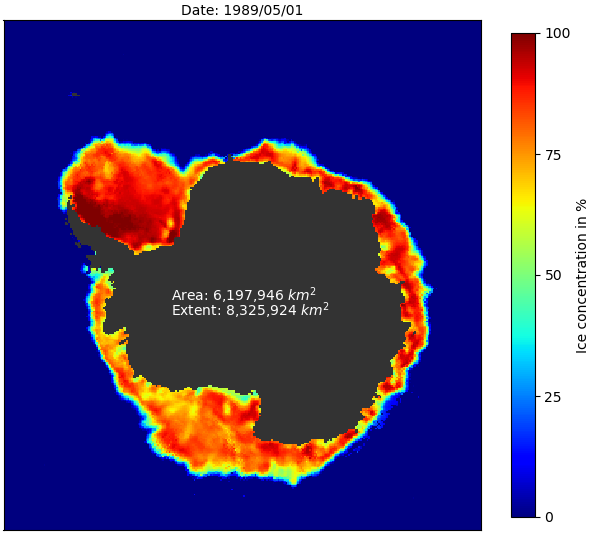 Date: 1989/05/01
100
75
50
25
0
Ice concentration in %
Area: 6,197,946 km²
Extent: 8,325,924 km²